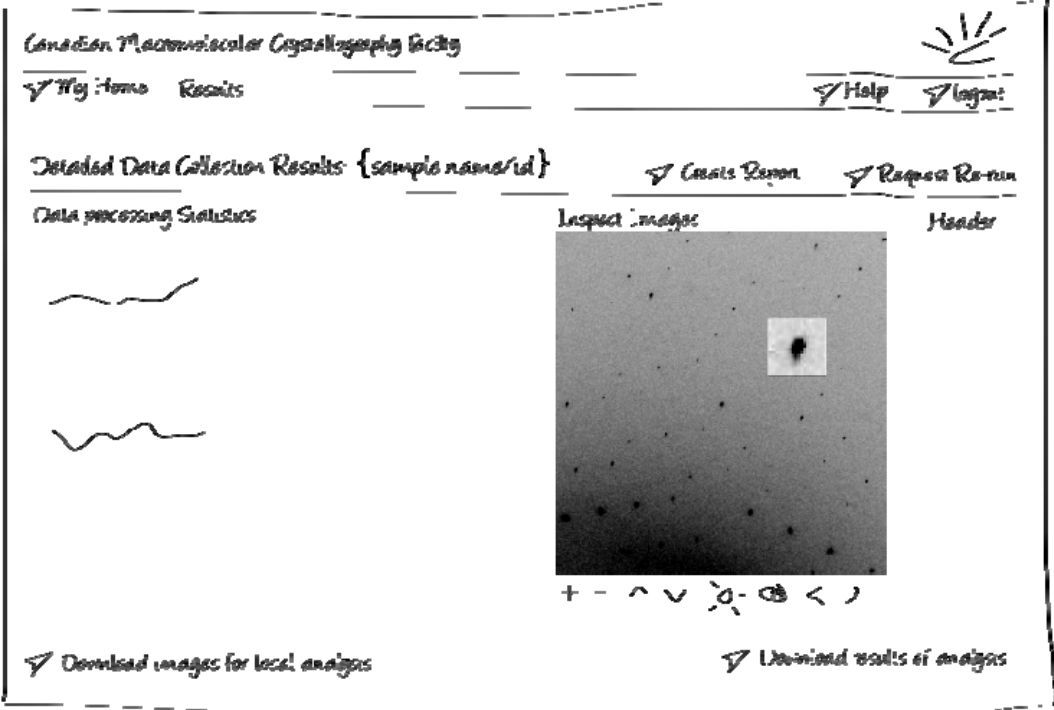 Canadian Macromolecular Crystallography Facility
My Home Results Help Logout
Detailed Data Collection Results- {sample name/id} Create Report Request Re-run
Data processing Statistics Inspect images Header
+ - ^ v < >
Download images for local analysis Download results of analysis